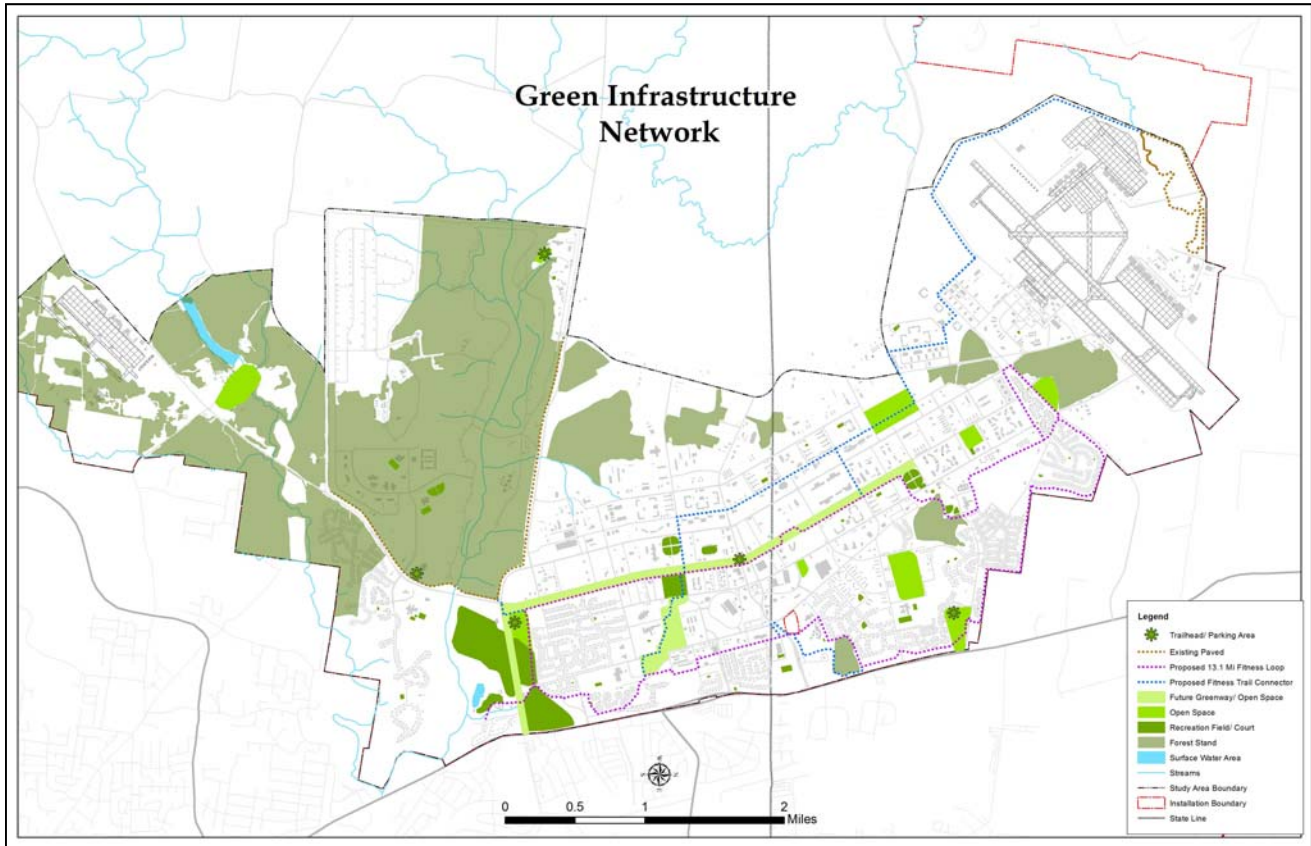 Green Infrastructure
Network
Legend
Trailhead/ Parking Area
Existing Paved
Proposed 13.1 Mi Fitness Loop
Proposed Fitness Trail Connector
Future Greenway/ Open Space
Open Space
Recreation Field/ Court
Forest Stand
Surface Water Area
Streams
Study Area Boundary
Installation Boundary
State Line
0 0.5 1 2
Miles